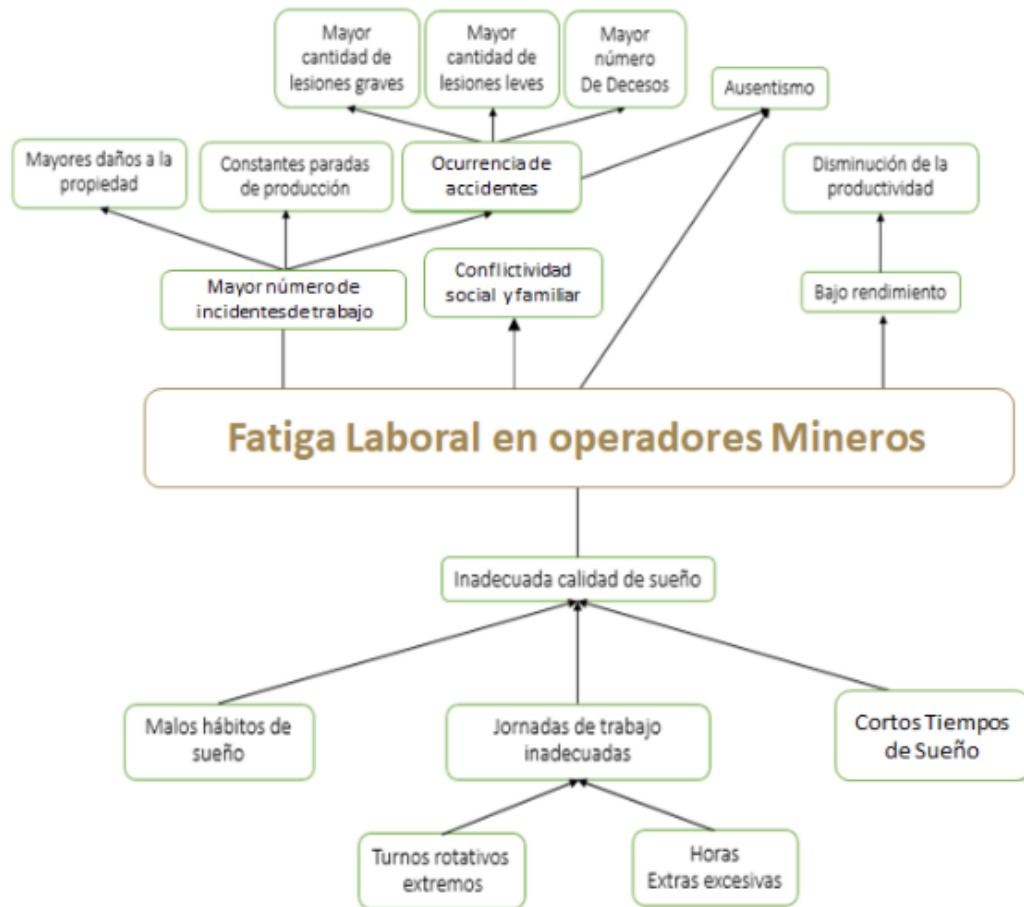 Mayor
cantidad de
lesiones graves
Mayor
cantidad de
lesiones leves
Mayor
número
De Decesos
Ausentismo
Mayores daños a la
propiedad
Constantes paradas
de producción
Ocurrencia de
accidentes
Disminución de la
productividad
Mayor número de
incidentes de trabajo
Conflictividad
social y familiar
Bajo rendimiento
Fatiga Laboral en operadores Mineros
Inadecuada calidad de sueño
Malos hábitos de
sueño
Jornadas de trabajo
inadecuadas
Cortos Tiempos
de Sueño
Turnos rotativos
extremos
Horas
Extras excesivas